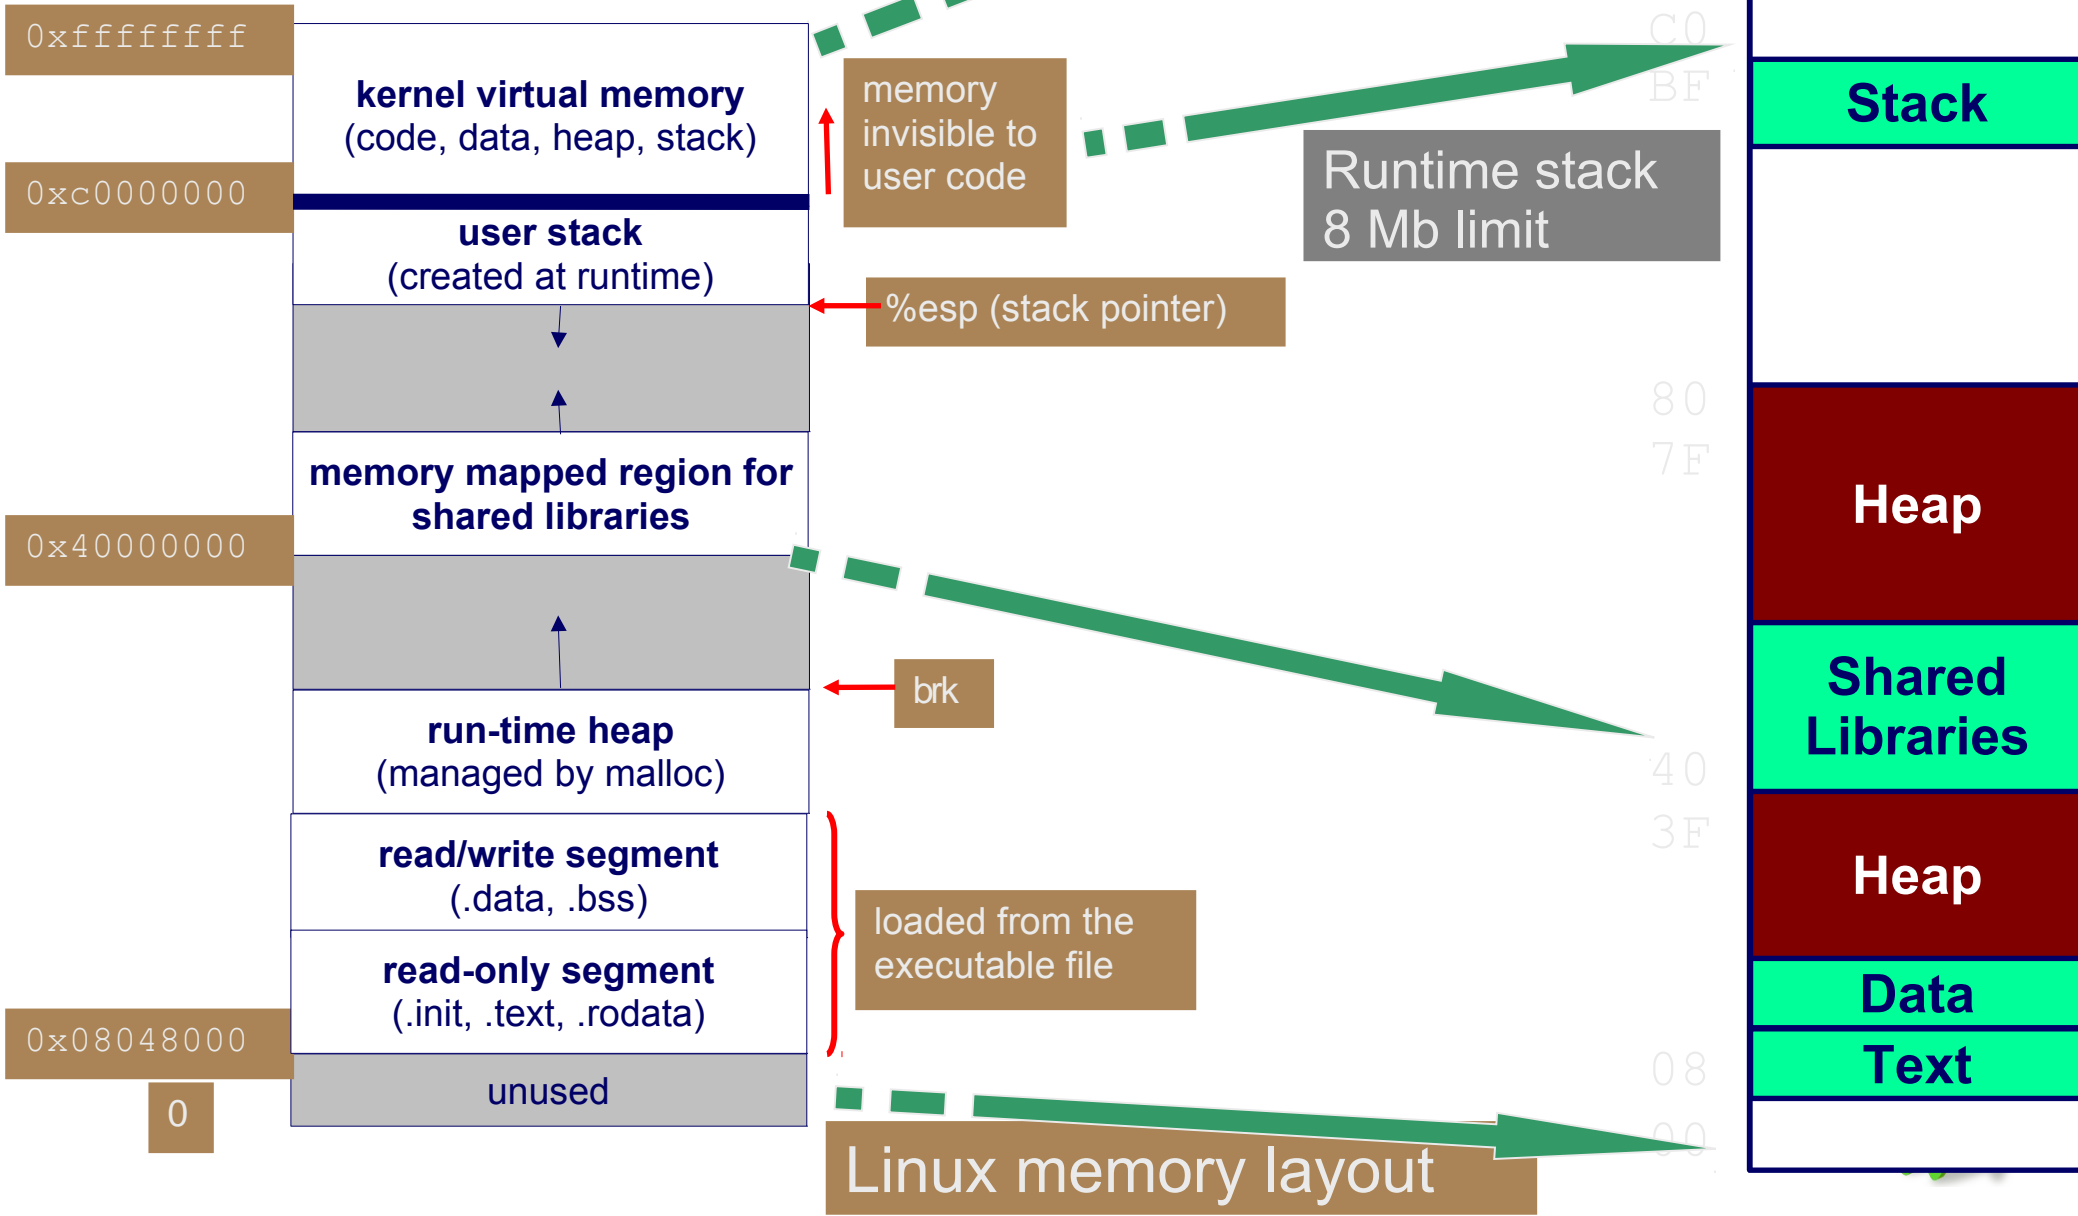 0xffffffff
kernel virtual memory
(code, data, heap, stack)
memory
invisible to
user code
0xc0000000
user stack
(created at runtime)
%esp (stack pointer)
memory mapped region for
shared libraries
0x40000000
brk
run-time heap
(managed by malloc)
read/write segment
(.data, .bss)
loaded from the
executable file
read-only segment
(.init, .text, .rodata)
0x08048000
unused
0
Linux memory layout
Runtime stack
8 Mb limit
C0
BF
Stack
80
7F
Heap
Shared
Libraries
40
3F
Heap
Data
08
Text
00